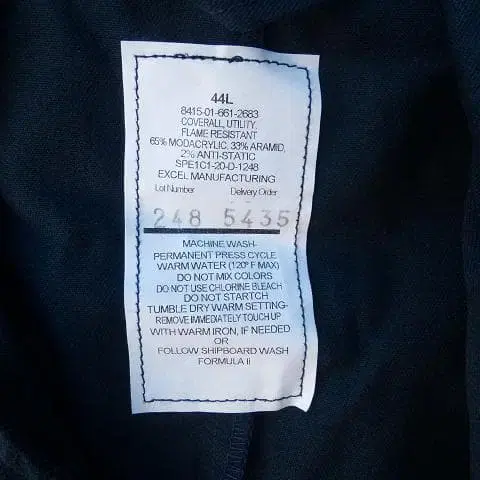 44L
8415-01-661-2683
COVERALL, UTILITY,
FLAME RESISTANT
65% MODACRYLIC, 33% ARAMID,
2% ANTI-STATIC
SPE1C1-20-D-1248
EXCEL MANUFACTURING
Lot Number Delivery Order
248 5435
MACHINE WASH-
PERMANENT PRESS CYCLE
WARM WATER (120° F MAX)
DO NOT MIX COLORS
DO NOT USE CHLORINE BLEACH
DO NOT STARTCH
TUMBLE DRY WARM SETTING-
REMOVE IMMEDIATELY TOUCH UP
WITH WARM IRON, IF NEEDED
OR
FOLLOW SHIPBOARD WASH
FORMULA II